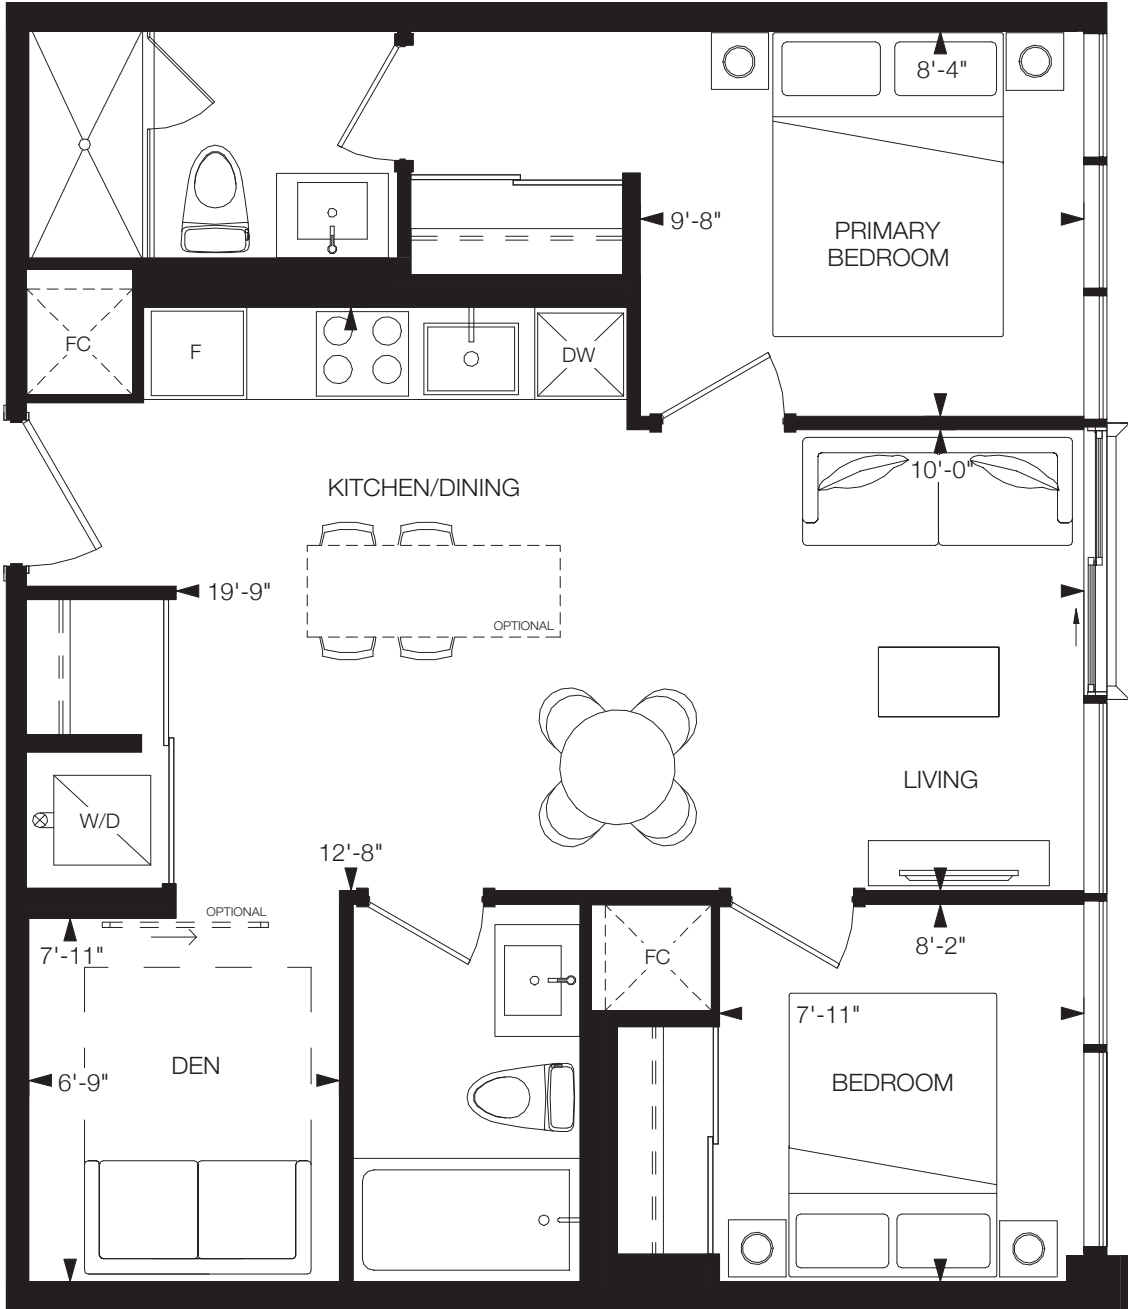 8'-4"
9'-8"
PRIMARY
BEDROOM
FC
F
DW
10'-0"
KITCHEN/DINING
19'-9"
OPTIONAL
LIVING
W/D
12'-8"
OPTIONAL
7'-11"
FC
8'-2"
7'-11"
DEN
6'-9"
BEDROOM